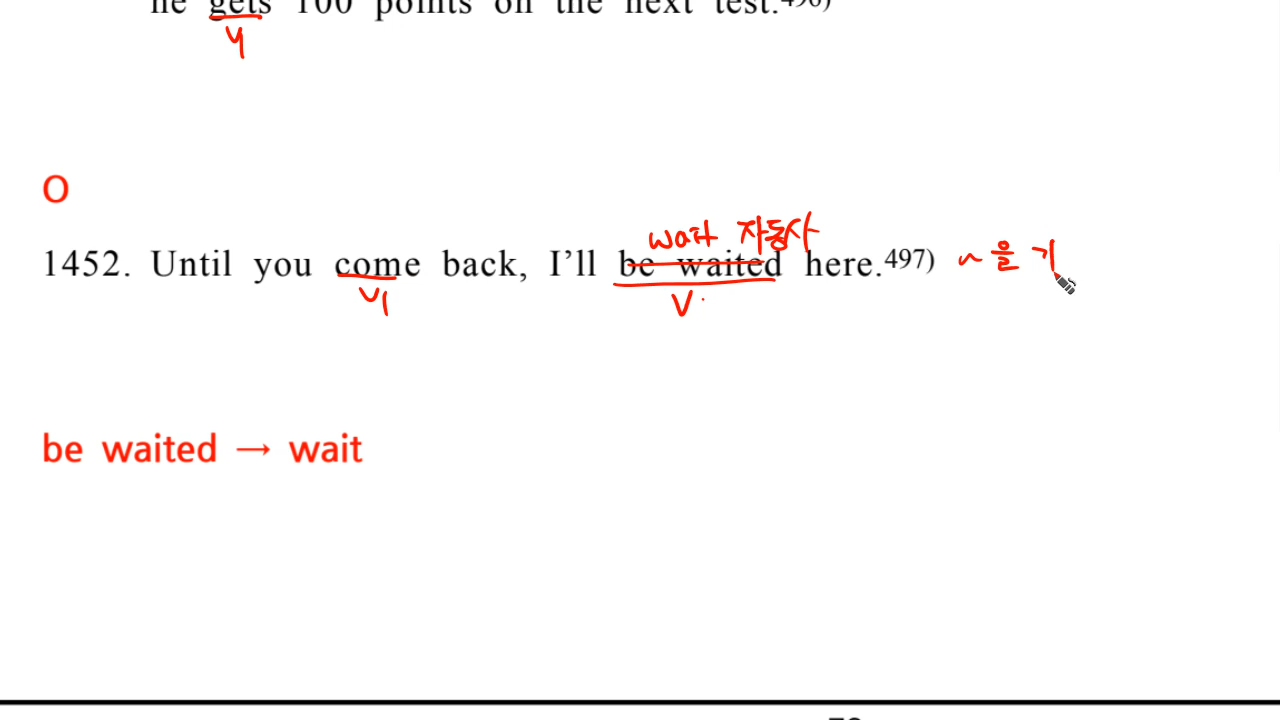 he gets 100 points on the next test.496)
V
O
wait 자동사
1452. Until you come back, I'll be waited here.497) ~을 기
V1 V
be waited → wait